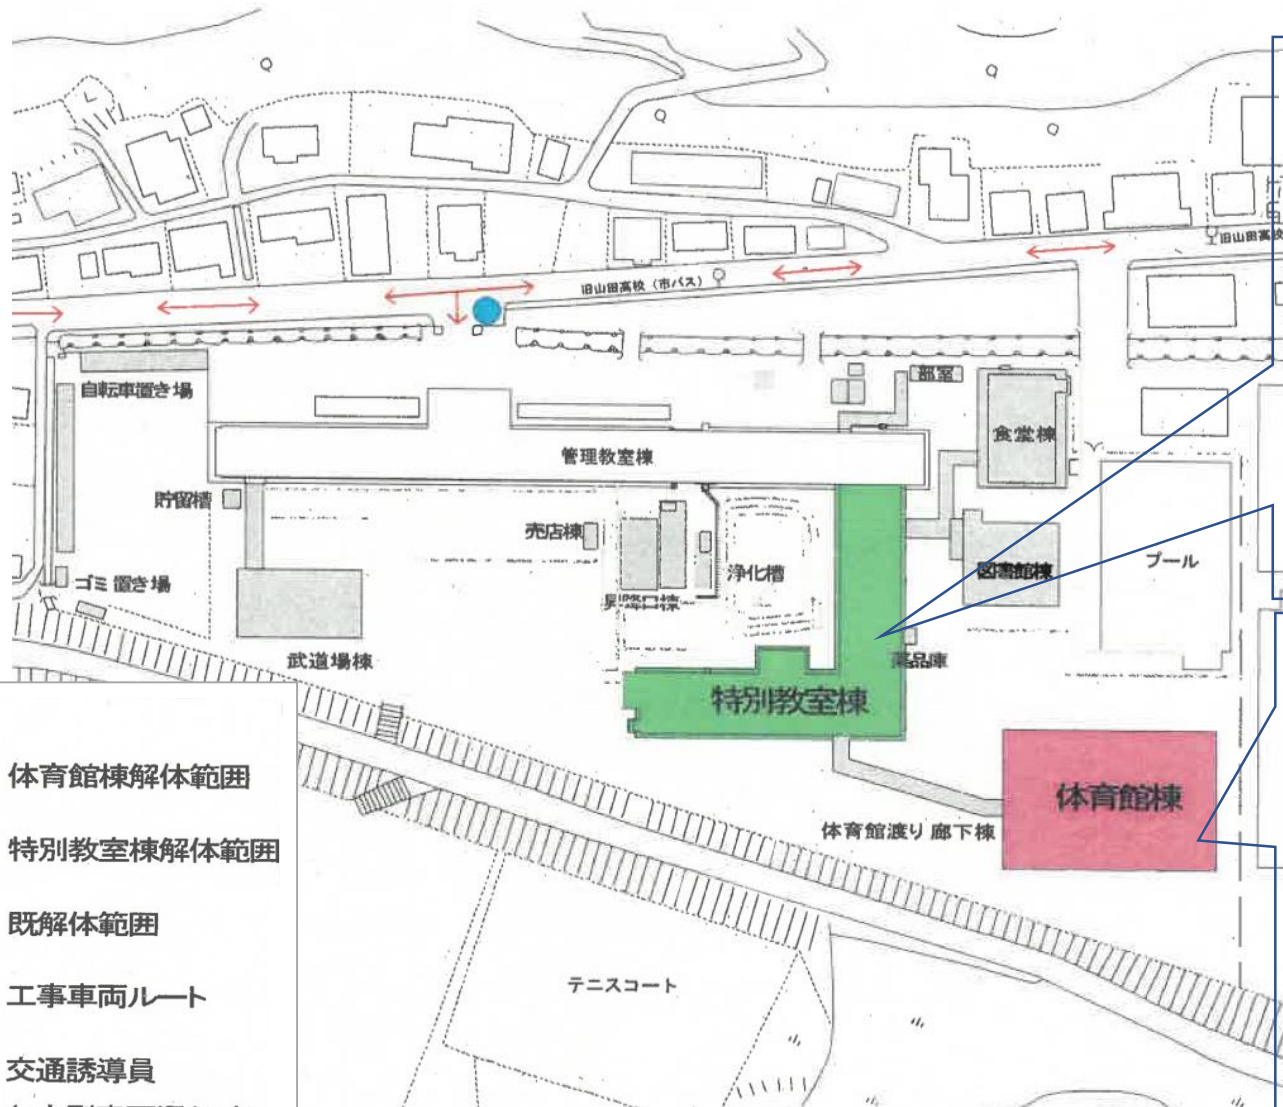 旧山田高校
旧山田高校（市バス）
自転車置き場
部室
食堂棟
管理教室棟
貯留槽
売店棟
浄化槽
図書館棟
プール
ゴミ置き場
昇降口棟
武道場棟
薬品庫
特別教室棟
体育館棟
体育館渡り廊下棟
テニスコート
体育館棟解体範囲
特別教室棟解体範囲
既解体範囲
工事車両ルート
交通誘導員